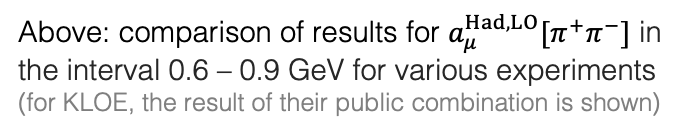 Above: comparison of results for a_μ^{Had,LO}[π⁺π⁻] in
the interval 0.6 – 0.9 GeV for various experiments
(for KLOE, the result of their public combination is shown)